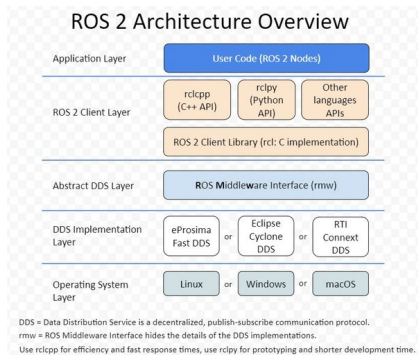 ROS 2 Architecture Overview
Application Layer
User Code (ROS 2 Nodes)
ROS 2 Client Layer
rclcpp
(C++ API)
rclpy
(Python
API)
Other
languages
APIs
ROS 2 Client Library (rcl: C implementation)
Abstract DDS Layer
ROS Middleware Interface (rmw)
DDS Implementation
Layer
eProsima
Fast DDS
or
Eclipse
Cyclone
DDS
or
RTI
Connext
DDS
Operating System
Layer
Linux
or
Windows
or
macOS
DDS = Data Distribution Service is a decentralized, publish-subscribe communication protocol.
rmw = ROS Middleware Interface hides the details of the DDS implementations.
Use rclcpp for efficiency and fast response times, use rclpy for prototyping and shorter development time.